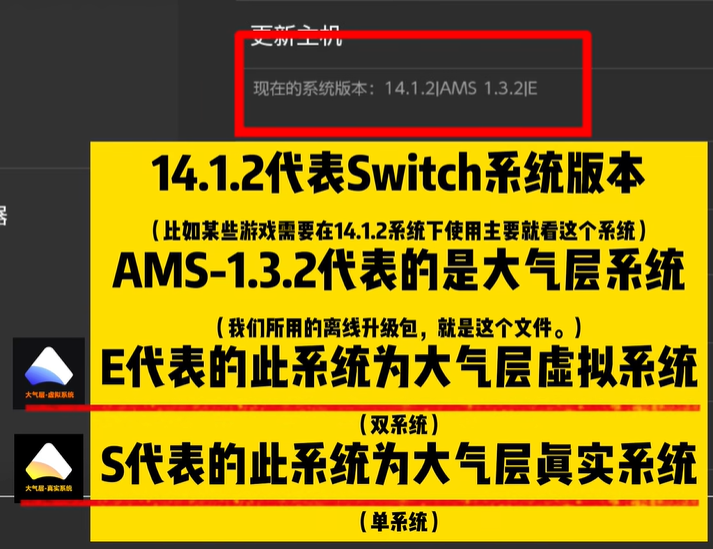 更新主机
现在的系统版本：14.1.2|AMS 1.3.2|E
14.1.2代表Switch系统版本
（比如某些游戏需要在14.1.2系统下使用主要就看这个系统）
器
AMS-1.3.2代表的是大气层系统
（我们所用的离线升级包，就是这个文件。）
E代表的此系统为大气层虚拟系统
大气层-虚拟系统
（双系统）
S代表的此系统为大气层真实系统
大气层-真实系统
（单系统）